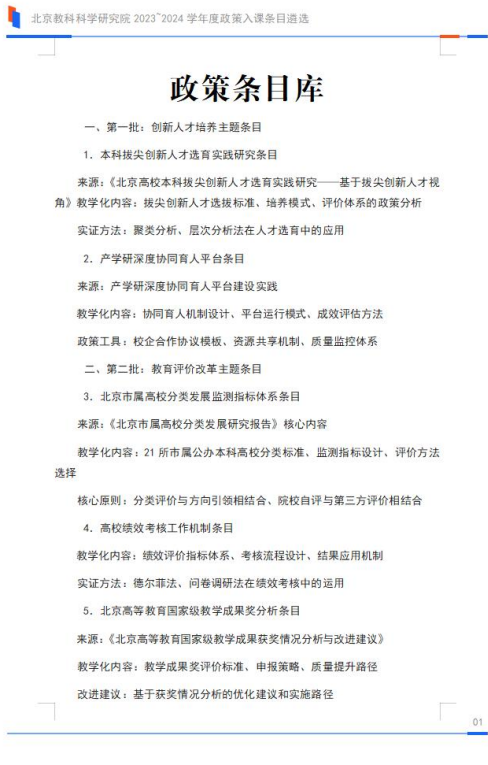 北京教科科学研究院 2023~2024 学年度政策入课条目遴选
政策条目库
一、第一批：创新人才培养主题条目
1. 本科拔尖创新人才选育实践研究条目
来源：《北京高校本科拔尖创新人才选育实践研究——基于拔尖创新人才视
角》教学化内容：拔尖创新人才选拔标准、培养模式、评价体系的政策分析
实证方法：聚类分析、层次分析法在人才选育中的应用
2. 产学研深度协同育人平台条目
来源：产学研深度协同育人平台建设实践
教学化内容：协同育人机制设计、平台运行模式、成效评估方法
政策工具：校企合作协议模板、资源共享机制、质量监控体系
二、第二批：教育评价改革主题条目
3. 北京市属高校分类发展监测指标体系条目
来源：《北京市属高校分类发展研究报告》核心内容
教学化内容：21 所市属公办本科高校分类标准、监测指标设计、评价方法
选择
核心原则：分类评价与方向引领相结合、院校自评与第三方评价相结合
4. 高校绩效考核工作机制条目
教学化内容：绩效评价指标体系、考核流程设计、结果应用机制
实证方法：德尔菲法、问卷调研法在绩效考核中的运用
5. 北京高等教育国家级教学成果奖分析条目
来源：《北京高等教育国家级教学成果获奖情况分析与改进建议》
教学化内容：教学成果奖评价标准、申报策略、质量提升路径
改进建议：基于获奖情况分析的优化建议和实施路径
01